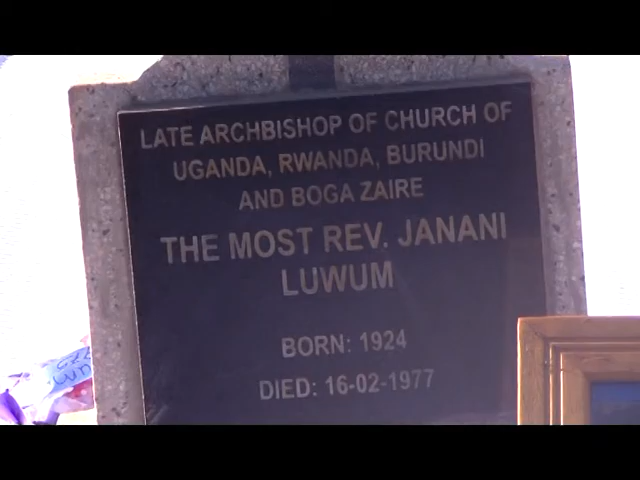 LATE ARCHBISHOP OF CHURCH OF
UGANDA, RWANDA, BURUNDI
AND BOGA ZAIRE
THE MOST REV. JANANI
LUWUM
BORN: 1924
DIED: 16-02-1977